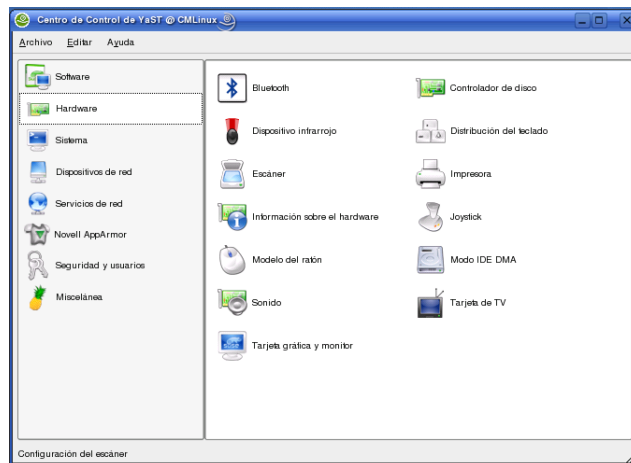 Centro de Control de YaST @ CMLinux
Archivo Editar Ayuda
Software
Hardware
Sistema
Dispositivos de red
Servicios de red
Novell AppArmor
Seguridad y usuarios
Miscelánea
Bluetooth
Controlador de disco
Dispositivo infrarrojo
Distribución del teclado
Escáner
Impresora
Información sobre el hardware
Joystick
Modelo del ratón
Modo IDE DMA
Sonido
Tarjeta de TV
Tarjeta gráfica y monitor
Configuración del escáner